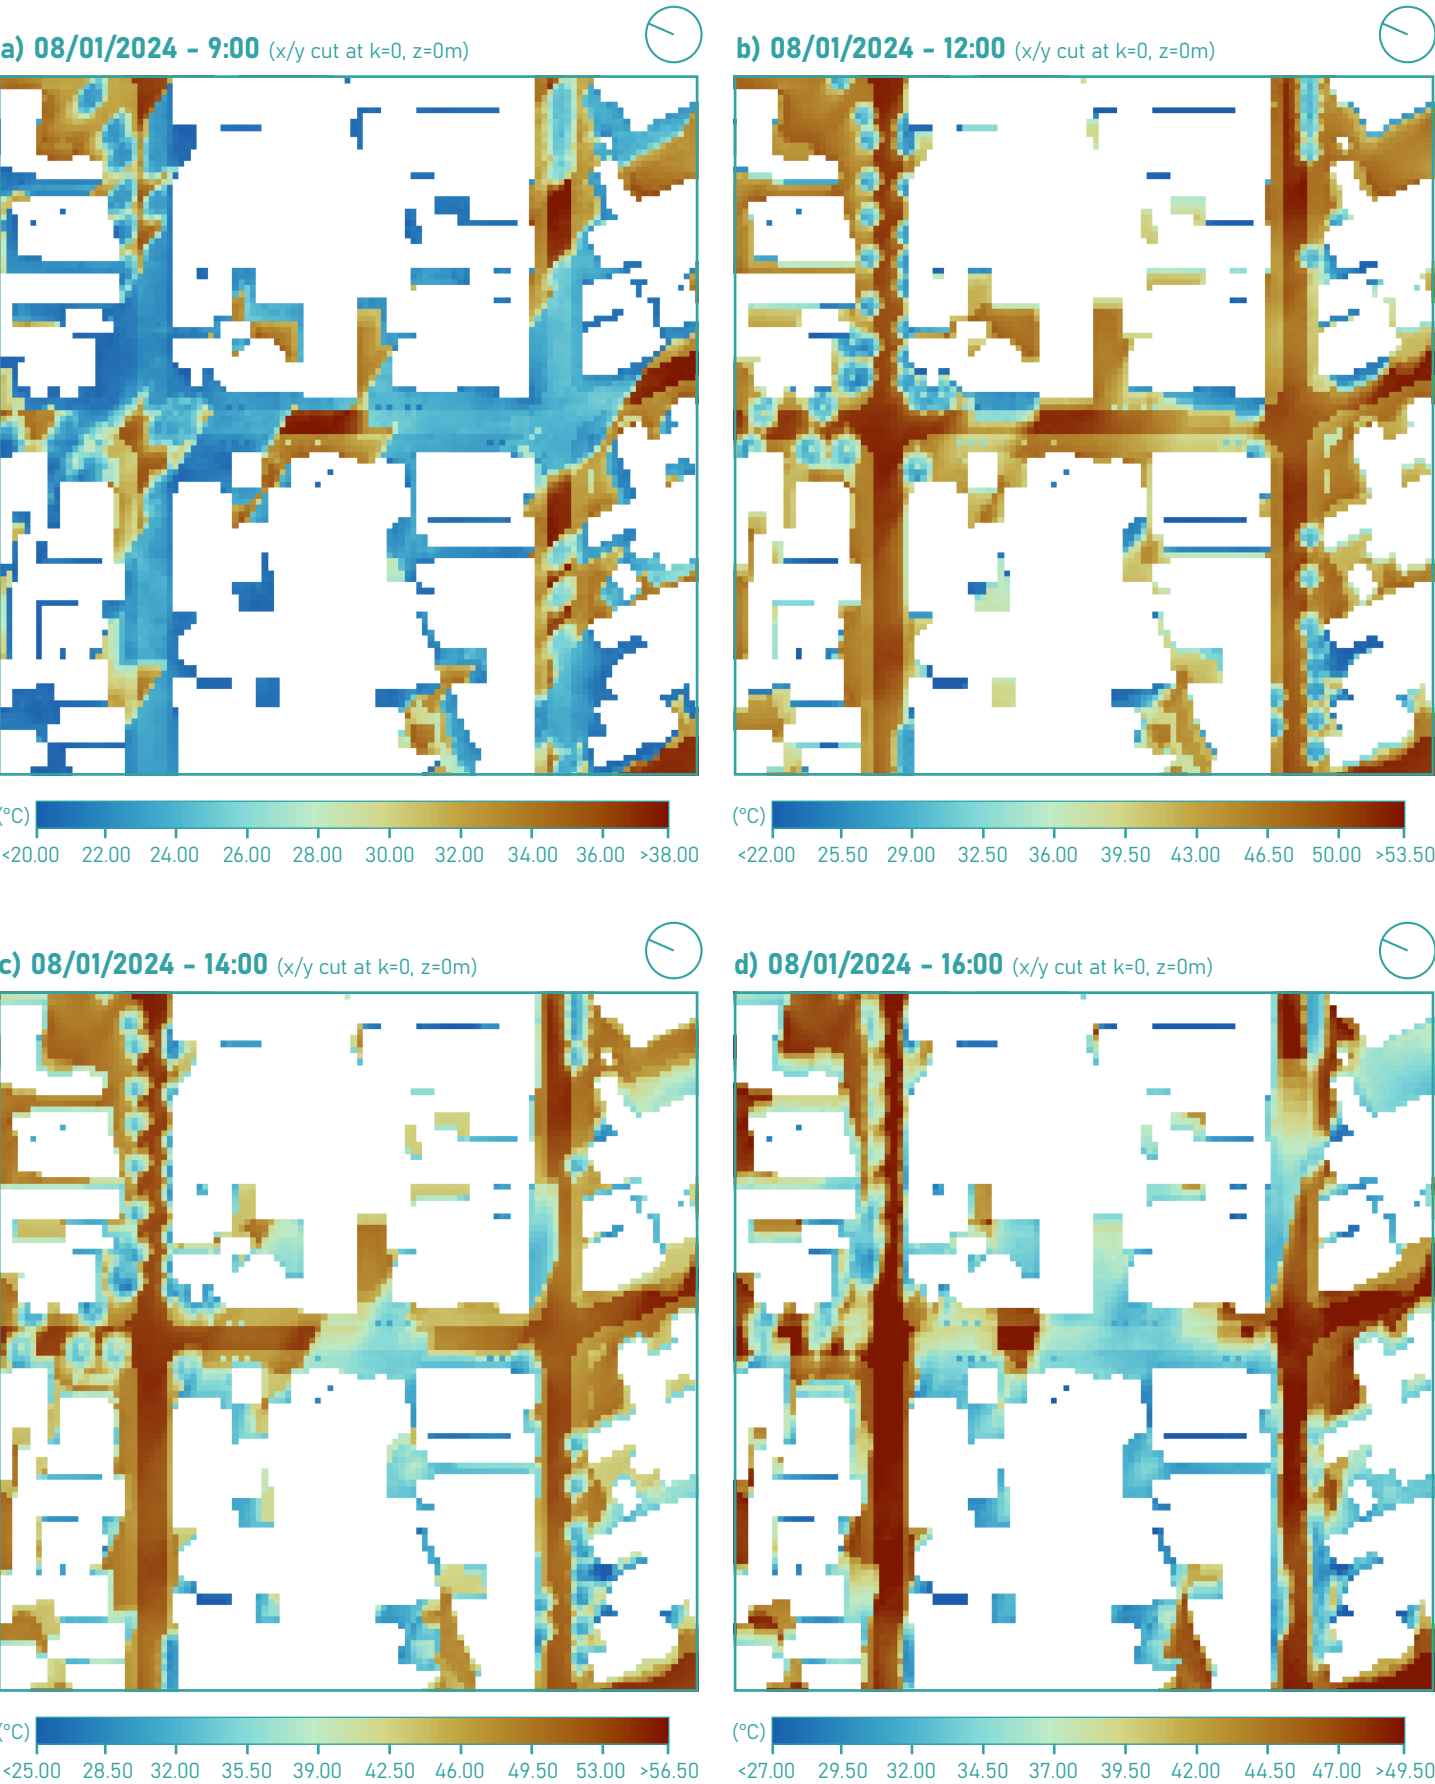 a) 08/01/2024 - 9:00 (x/y cut at k=0, z=0m)
b) 08/01/2024 - 12:00 (x/y cut at k=0, z=0m)
(°C)
<20.00 22.00 24.00 26.00 28.00 30.00 32.00 34.00 36.00 >38.00
(°C)
<22.00 25.50 29.00 32.50 36.00 39.50 43.00 46.50 50.00 >53.50
c) 08/01/2024 - 14:00 (x/y cut at k=0, z=0m)
d) 08/01/2024 - 16:00 (x/y cut at k=0, z=0m)
(°C)
<25.00 28.50 32.00 35.50 39.00 42.50 46.00 49.50 53.00 >56.50
(°C)
<27.00 29.50 32.00 34.50 37.00 39.50 42.00 44.50 47.00 >49.50